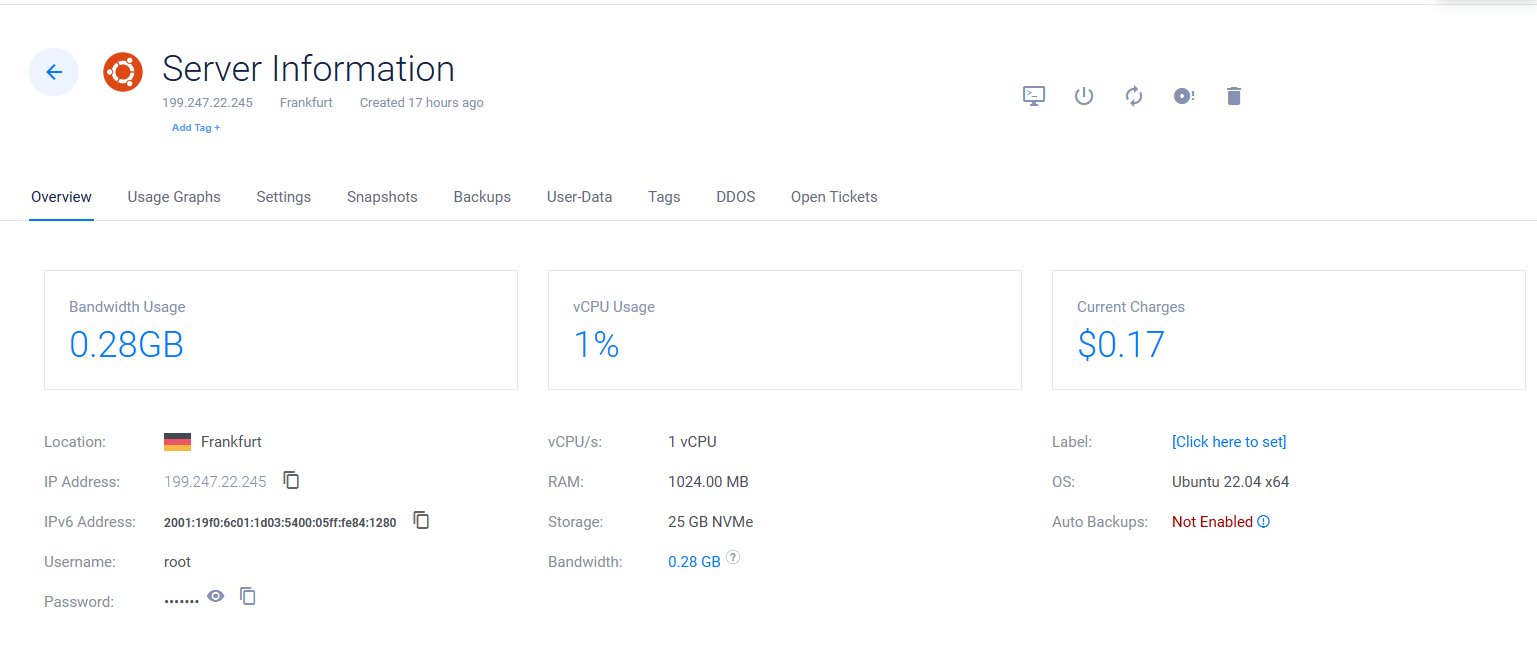 Server Information
199.247.22.245 Frankfurt Created 17 hours ago
Add Tag +
Overview Usage Graphs Settings Snapshots Backups User-Data Tags DDOS Open Tickets
Bandwidth Usage
0.28GB
vCPU Usage
1%
Current Charges
$0.17
Location: Frankfurt
IP Address: 199.247.22.245
IPv6 Address: 2001:19f0:6c01:1d03:5400:05ff:fe84:1280
Username: root
Password: •••••••
vCPU/s: 1 vCPU
RAM: 1024.00 MB
Storage: 25 GB NVMe
Bandwidth: 0.28 GB ?
Label: [Click here to set]
OS: Ubuntu 22.04 x64
Auto Backups: Not Enabled